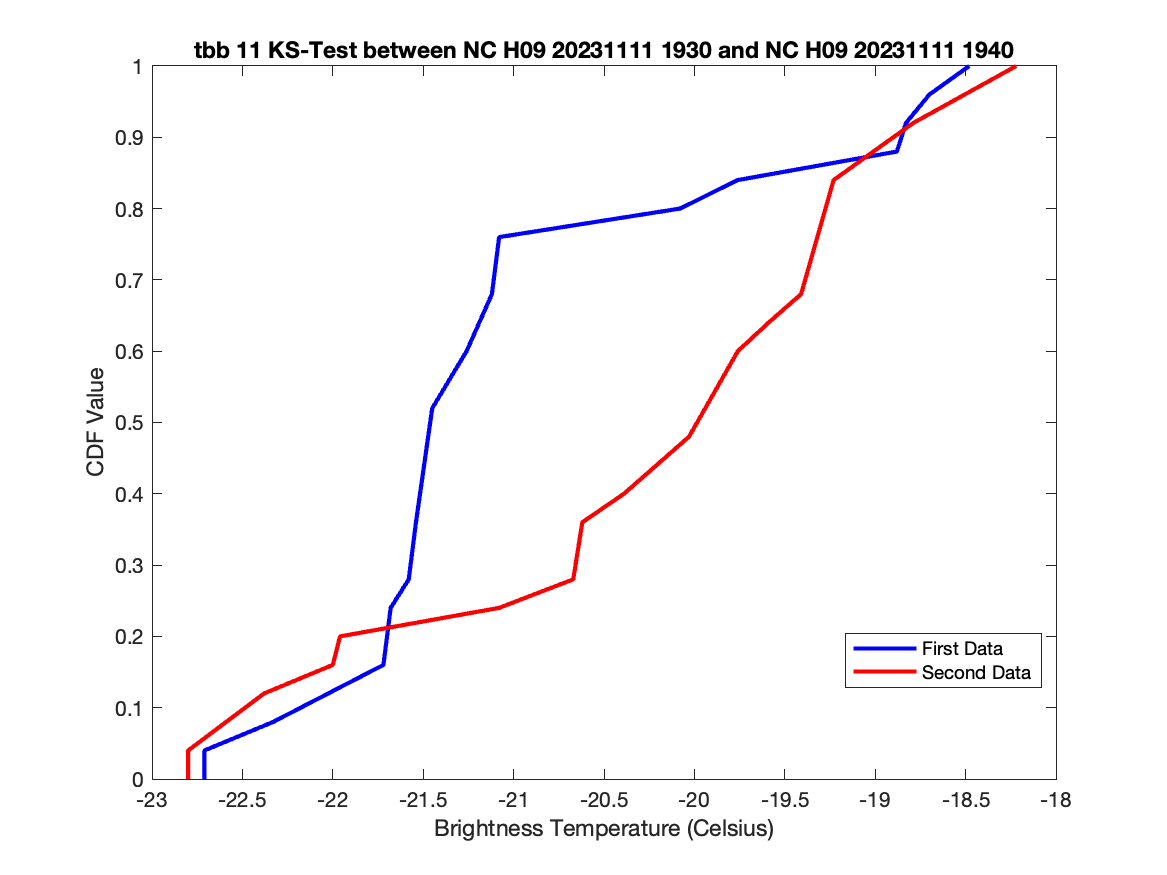 tbb 11 KS-Test between NC H09 20231111 1930 and NC H09 20231111 1940
1
0.9
0.8
0.7
0.6
0.5
0.4
0.3
0.2
0.1
0
CDF Value
First Data
Second Data
-23 -22.5 -22 -21.5 -21 -20.5 -20 -19.5 -19 -18.5 -18
Brightness Temperature (Celsius)